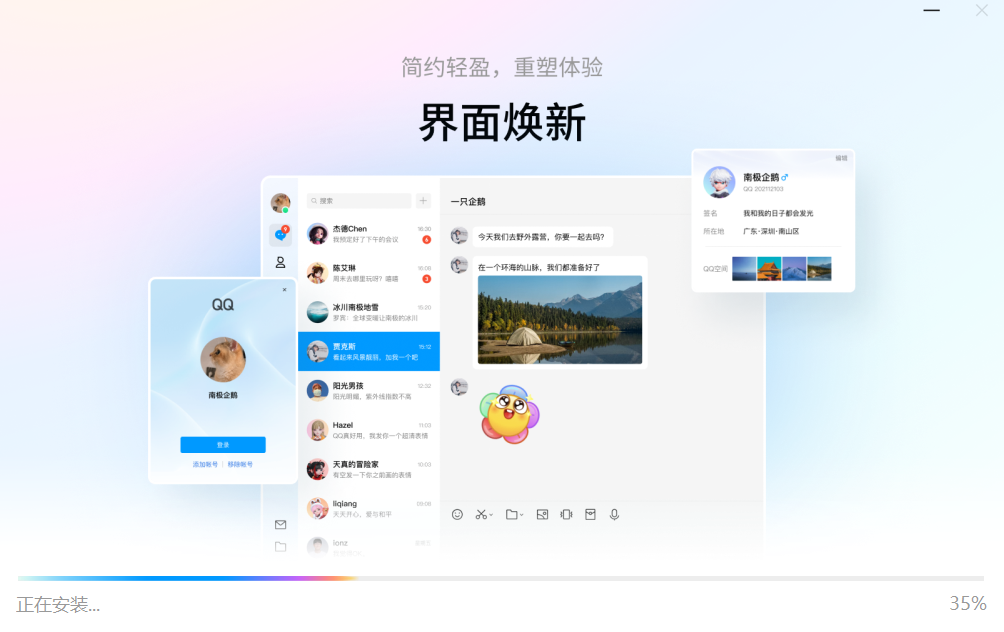 简约轻盈，重塑体验
界面焕新
编辑
南极企鹅♂
QQ 202112103
签名 我和我的日子都会发光
所在地 广东-深圳-南山区
QQ空间
搜索
一只企鹅
9
杰德Chen 16:30
我预定好了下午的会议 6
陈艾琳 16:08
周末去哪里玩呀？嘻嘻 3
冰川南极地雪 15:20
罗宾：全球变暖让南极的冰川
贾克斯 15:12
看起来风景靓丽，加我一个吧
阳光男孩 12:32
阳光明媚，紫外线指数不高
Hazel 11:03
QQ真好用，我发你一个超清表情
天真的冒险家 10:03
有空发一下你之前画的表情
liqiang 09:08
天天开心，爱与和平
ionz
今天我们去野外露营，你要一起去吗？
在一个环海的山脉，我们都准备好了
QQ
南极企鹅
登录
添加帐号 | 移除帐号
正在安装...
35%